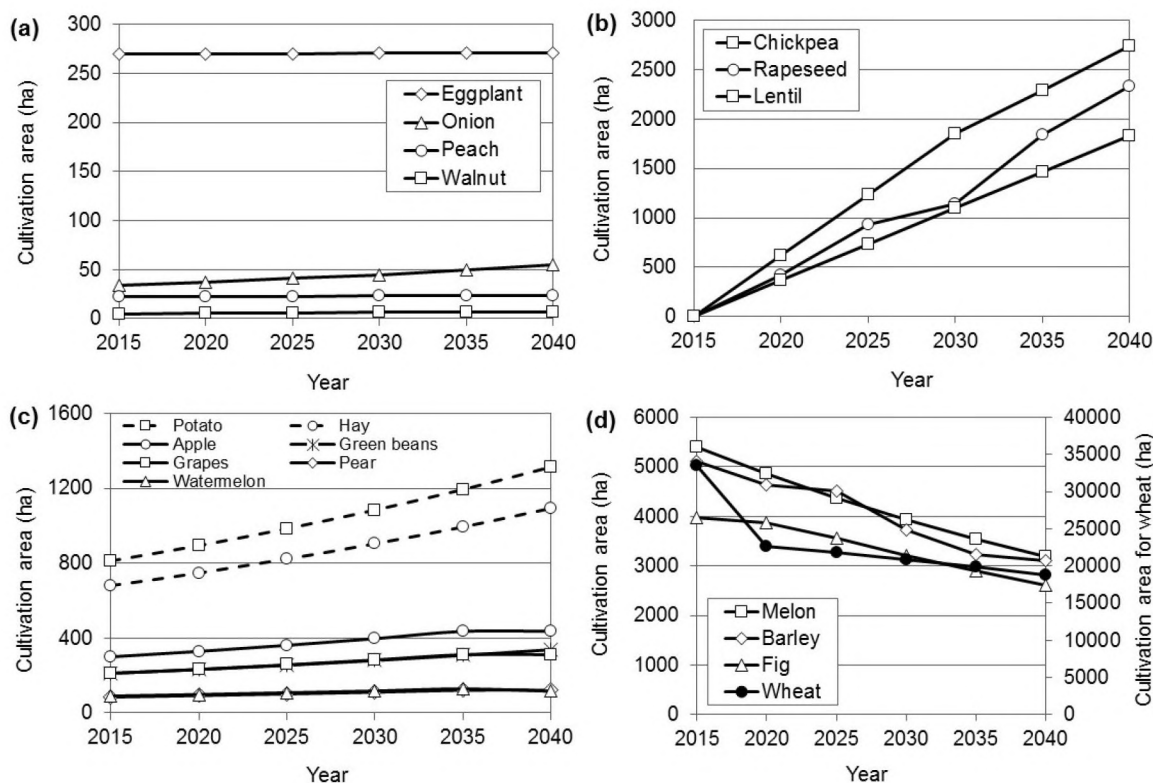 (a)
300
250
200
150
100
50
0
Cultivation area (ha)
Eggplant
Onion
Peach
Walnut
2015 2020 2025 2030 2035 2040
Year
(b)
3000
2500
2000
1500
1000
500
0
Cultivation area (ha)
Chickpea
Rapeseed
Lentil
2015 2020 2025 2030 2035 2040
Year
(c)
1600
1200
800
400
0
Cultivation area (ha)
Potato Hay
Apple Green beans
Grapes Pear
Watermelon
2015 2020 2025 2030 2035 2040
Year
(d)
6000
5000
4000
3000
2000
1000
0
Cultivation area (ha)
Melon
Barley
Fig
Wheat
40000
35000
30000
25000
20000
15000
10000
5000
0
Cultivation area for wheat (ha)
2015 2020 2025 2030 2035 2040
Year